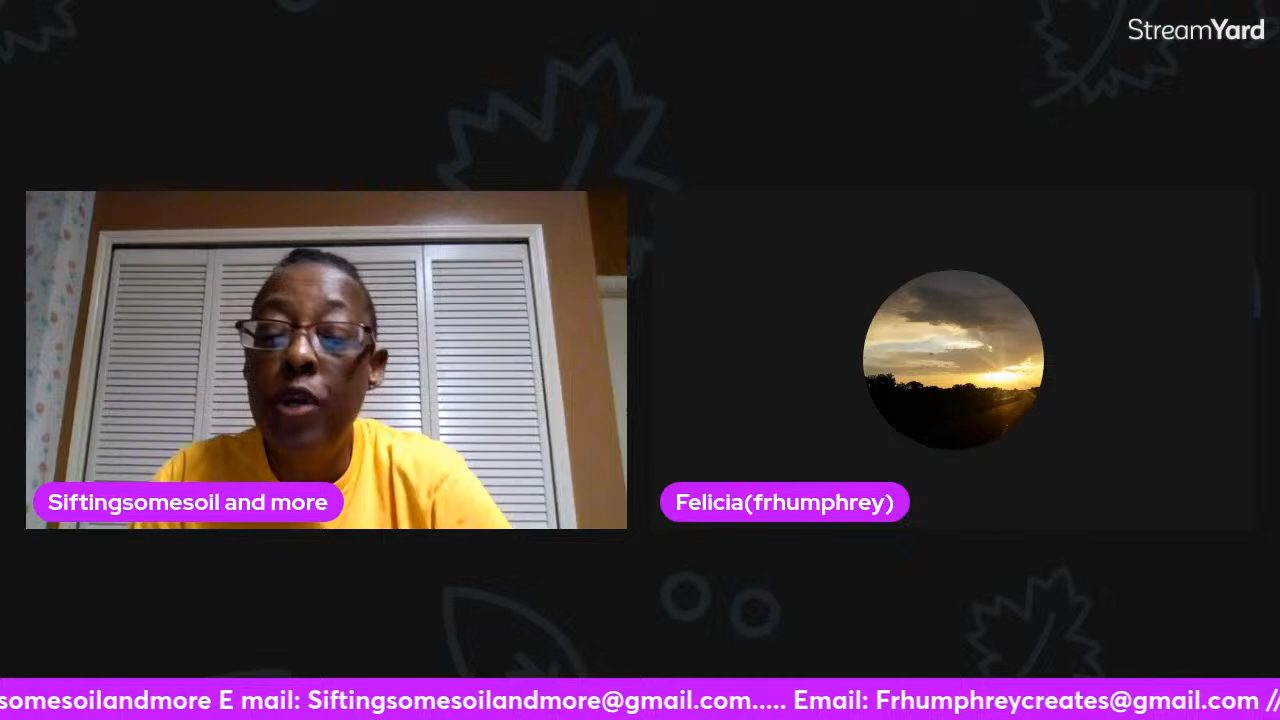 StreamYard
Siftingsomesoil and more
Felicia(frhumphrey)
somesoilandmore E mail: Siftingsomesoilandmore@gmail.com..... Email: Frhumphreycreates@gmail.com //